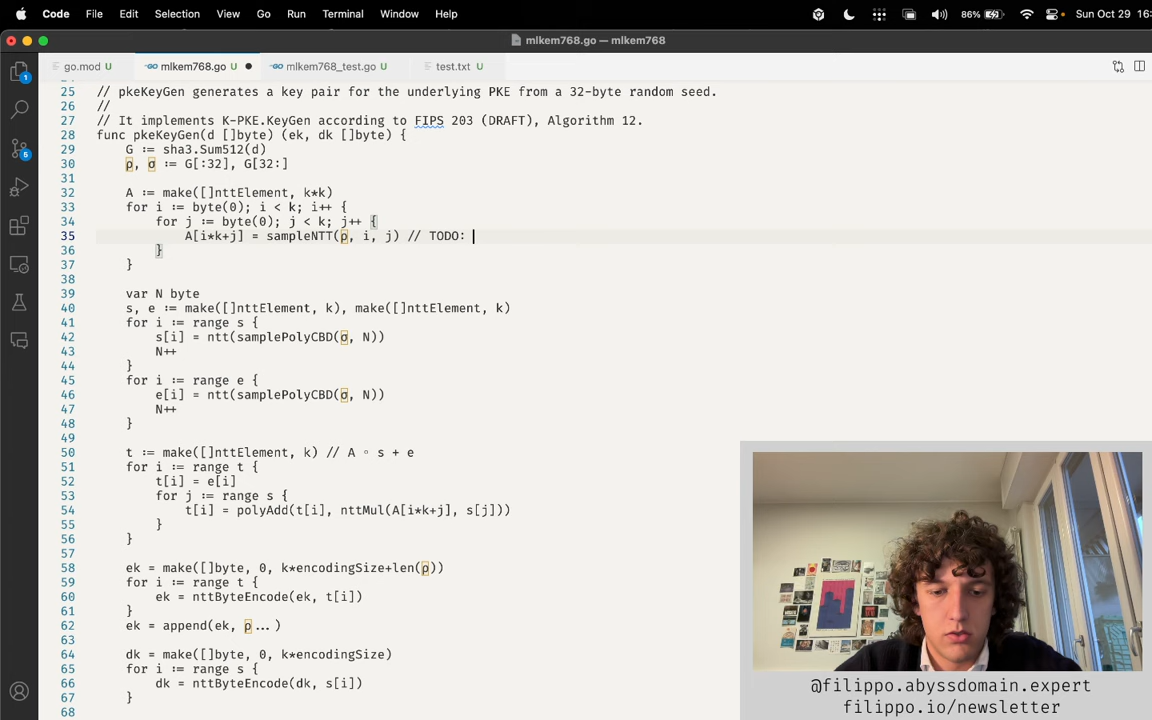 Code File Edit Selection View Go Run Terminal Window Help 86% Sun Oct 29 16:
mlkem768.go — mlkem768
go.mod U mlkem768.go U mlkem768_test.go U test.txt U
25 // pkeKeyGen generates a key pair for the underlying PKE from a 32-byte random seed.
26 //
27 // It implements K-PKE.KeyGen according to FIPS 203 (DRAFT), Algorithm 12.
28 func pkeKeyGen(d []byte) (ek, dk []byte) {
29 G := sha3.Sum512(d)
30 ρ, σ := G[:32], G[32:]
31
32 A := make([]nttElement, k*k)
33 for i := byte(0); i < k; i++ {
34 for j := byte(0); j < k; j++ {
35 A[i*k+j] = sampleNTT(ρ, i, j) // TODO:
36 }
37 }
38
39 var N byte
40 s, e := make([]nttElement, k), make([]nttElement, k)
41 for i := range s {
42 s[i] = ntt(samplePolyCBD(σ, N))
43 N++
44 }
45 for i := range e {
46 e[i] = ntt(samplePolyCBD(σ, N))
47 N++
48 }
49
50 t := make([]nttElement, k) // A ∘ s + e
51 for i := range t {
52 t[i] = e[i]
53 for j := range s {
54 t[i] = polyAdd(t[i], nttMul(A[i*k+j], s[j]))
55 }
56 }
57
58 ek = make([]byte, 0, k*encodingSize+len(ρ))
59 for i := range t {
60 ek = nttByteEncode(ek, t[i])
61 }
62 ek = append(ek, ρ...)
63
64 dk = make([]byte, 0, k*encodingSize)
65 for i := range s {
66 dk = nttByteEncode(dk, s[i])
67 }
68
1
5
@filippo.abyssdomain.expert
filippo.io/newsletter